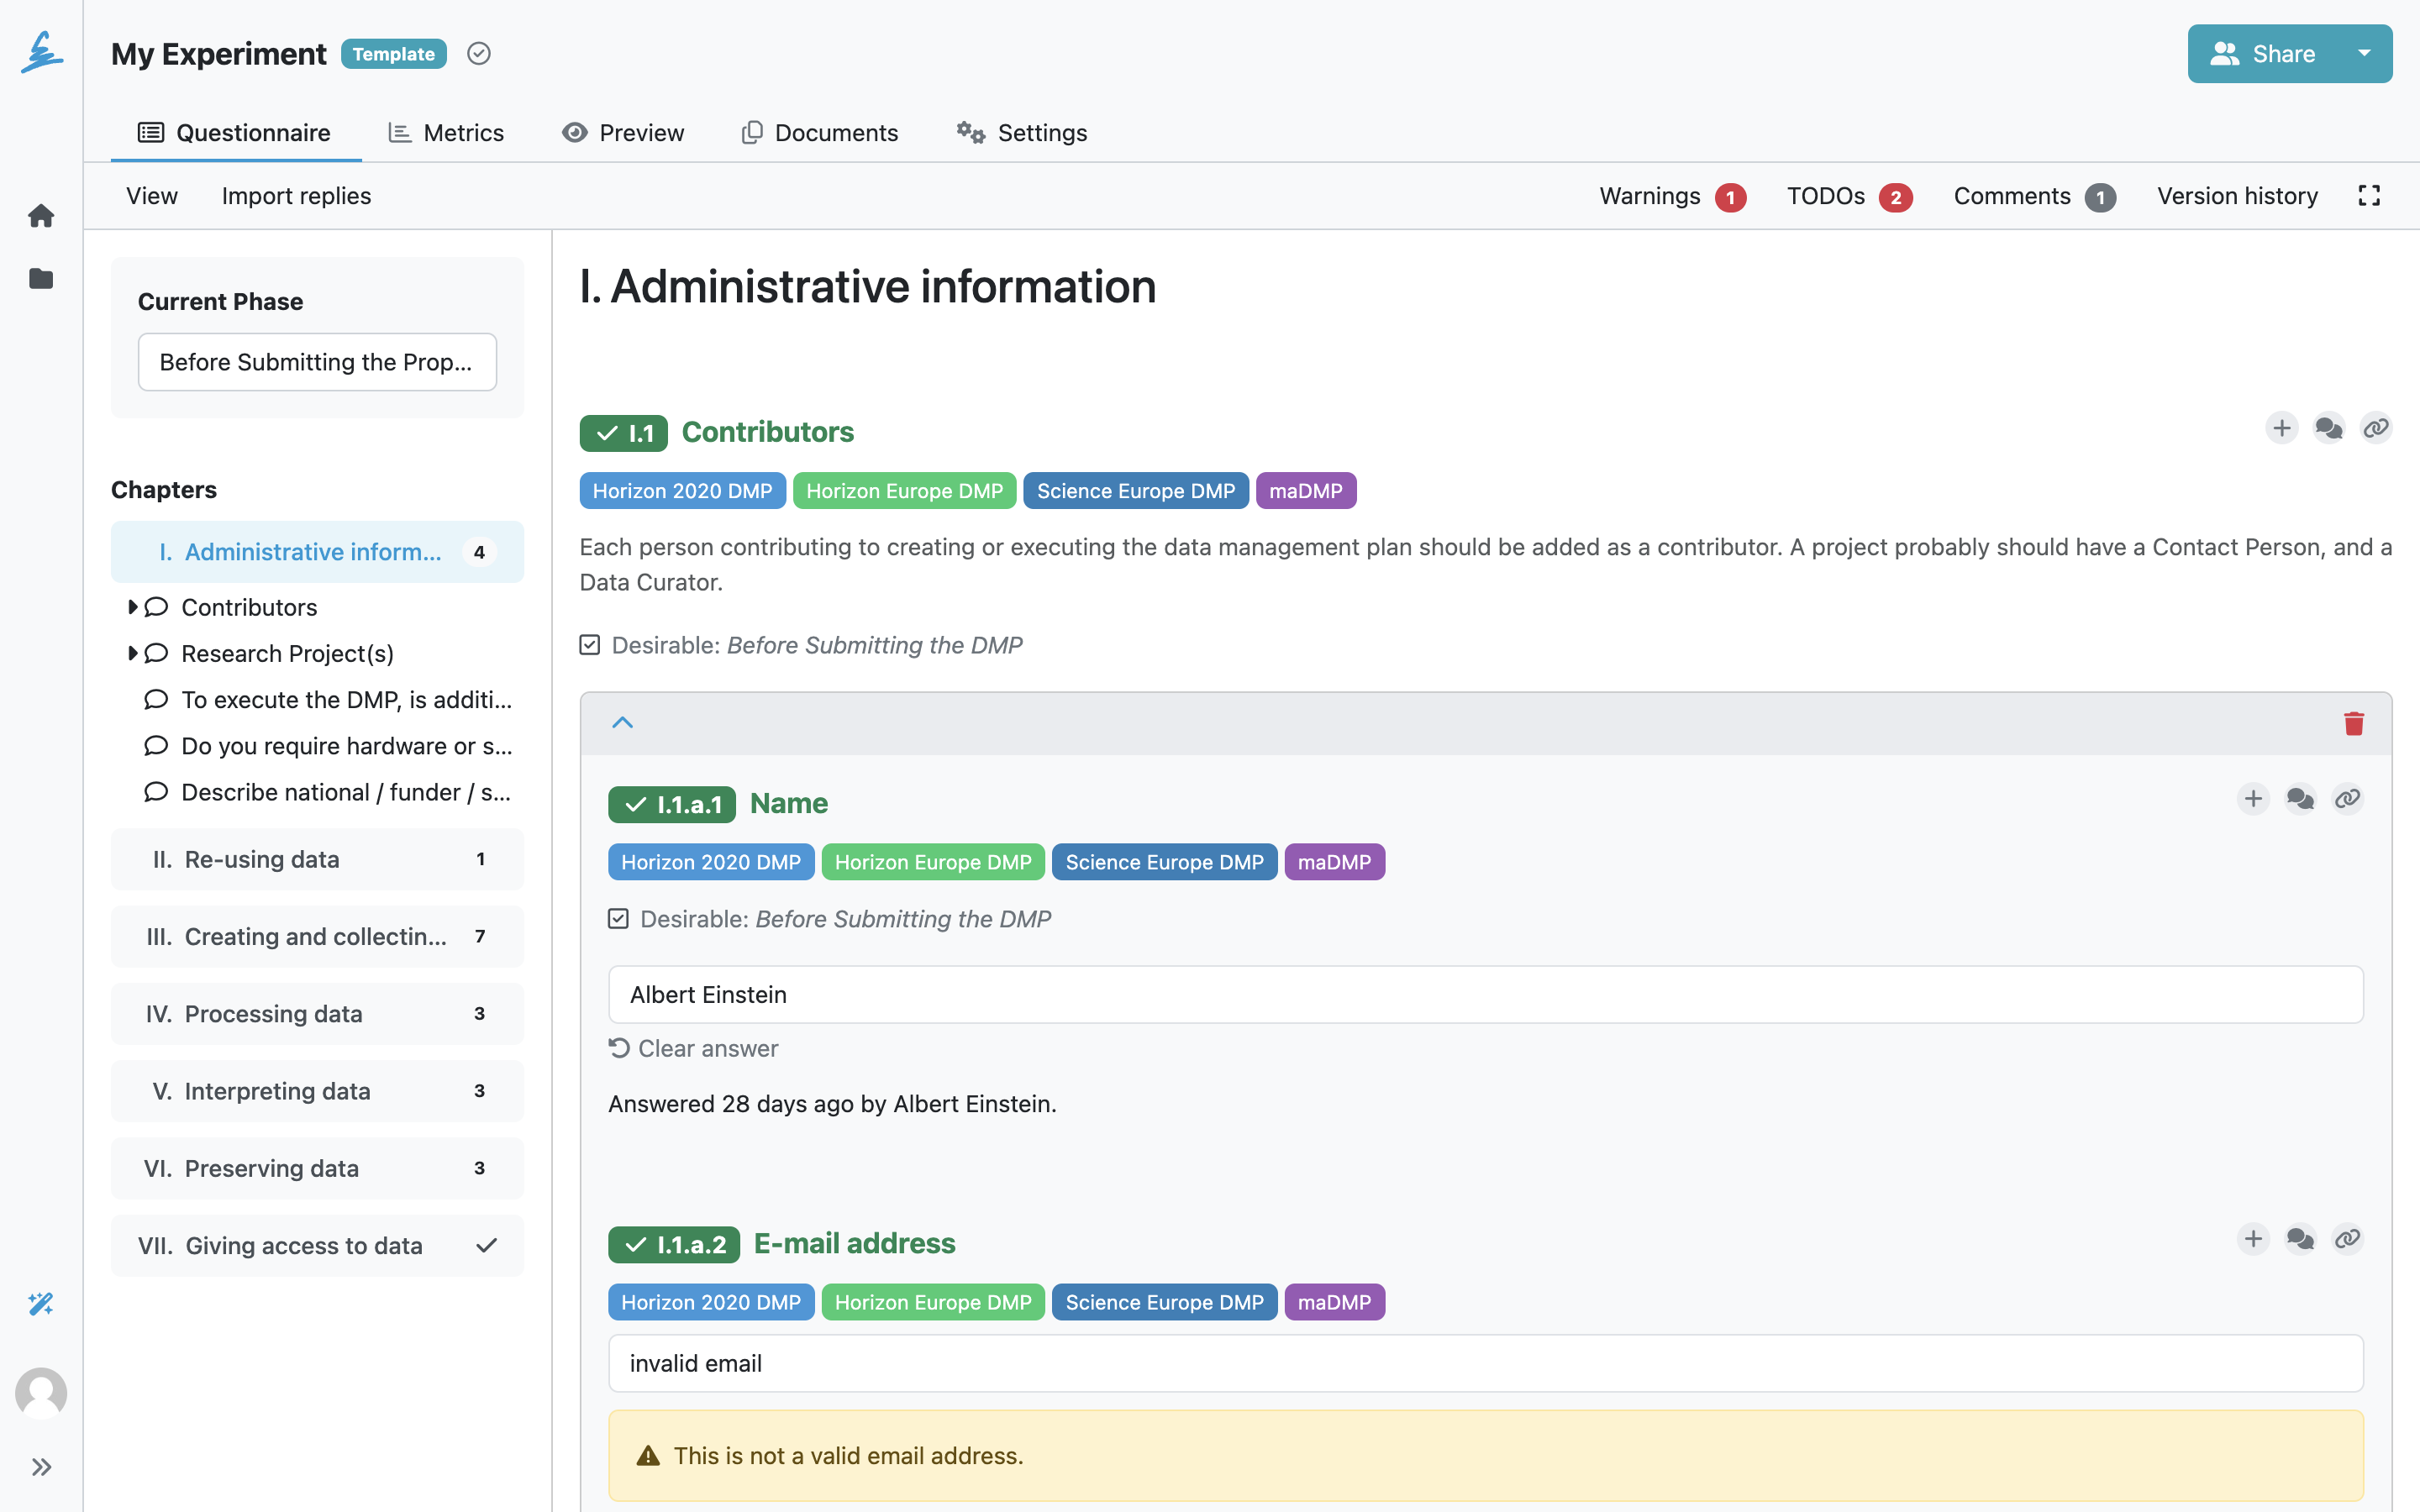 My Experiment Template
Share
Questionnaire Metrics Preview Documents Settings
View Import replies Warnings 1 TODOs 2 Comments 1 Version history
Current Phase
Before Submitting the Prop...
Chapters
I. Administrative inform... 4
Contributors
Research Project(s)
To execute the DMP, is additi...
Do you require hardware or s...
Describe national / funder / s...
II. Re-using data 1
III. Creating and collectin... 7
IV. Processing data 3
V. Interpreting data 3
VI. Preserving data 3
VII. Giving access to data
I. Administrative information
I.1 Contributors
Horizon 2020 DMP Horizon Europe DMP Science Europe DMP maDMP
Each person contributing to creating or executing the data management plan should be added as a contributor. A project probably should have a Contact Person, and a
Data Curator.
Desirable: Before Submitting the DMP
I.1.a.1 Name
Horizon 2020 DMP Horizon Europe DMP Science Europe DMP maDMP
Desirable: Before Submitting the DMP
Albert Einstein
Clear answer
Answered 28 days ago by Albert Einstein.
I.1.a.2 E-mail address
Horizon 2020 DMP Horizon Europe DMP Science Europe DMP maDMP
invalid email
This is not a valid email address.